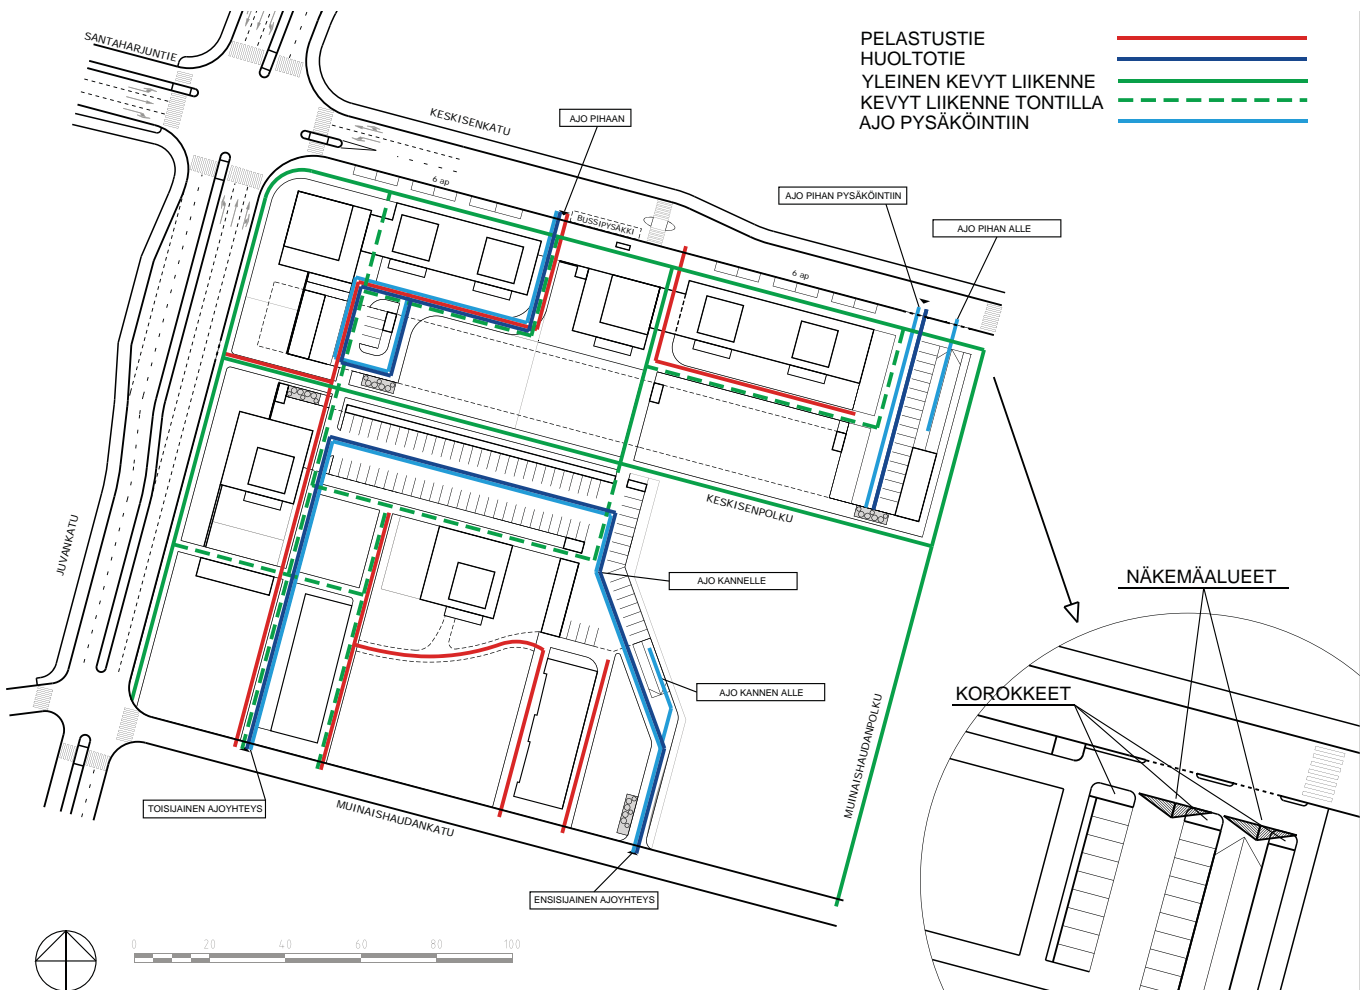 PELASTUSTIE
HUOLTOTIE
YLEINEN KEVYT LIIKENNE
KEVYT LIIKENNE TONTILLA
AJO PYSÄKÖINTIIN
SANTAHARJUNTIE
KESKISENKATU
AJO PIHAAN
6 ap
BUSSIPYSÄKKI
AJO PIHAN PYSÄKÖINTIIN
AJO PIHAN ALLE
6 ap
KESKISENPOLKU
JUVANKATU
AJO KANNELLE
NÄKEMÄALUEET
AJO KANNEN ALLE
KOROKKEET
MUINAISHAUDANPOLKU
TOISIJAINEN AJOYHTEYS
MUINAISHAUDANKATU
ENSISIJAINEN AJOYHTEYS
0 20 40 60 80 100